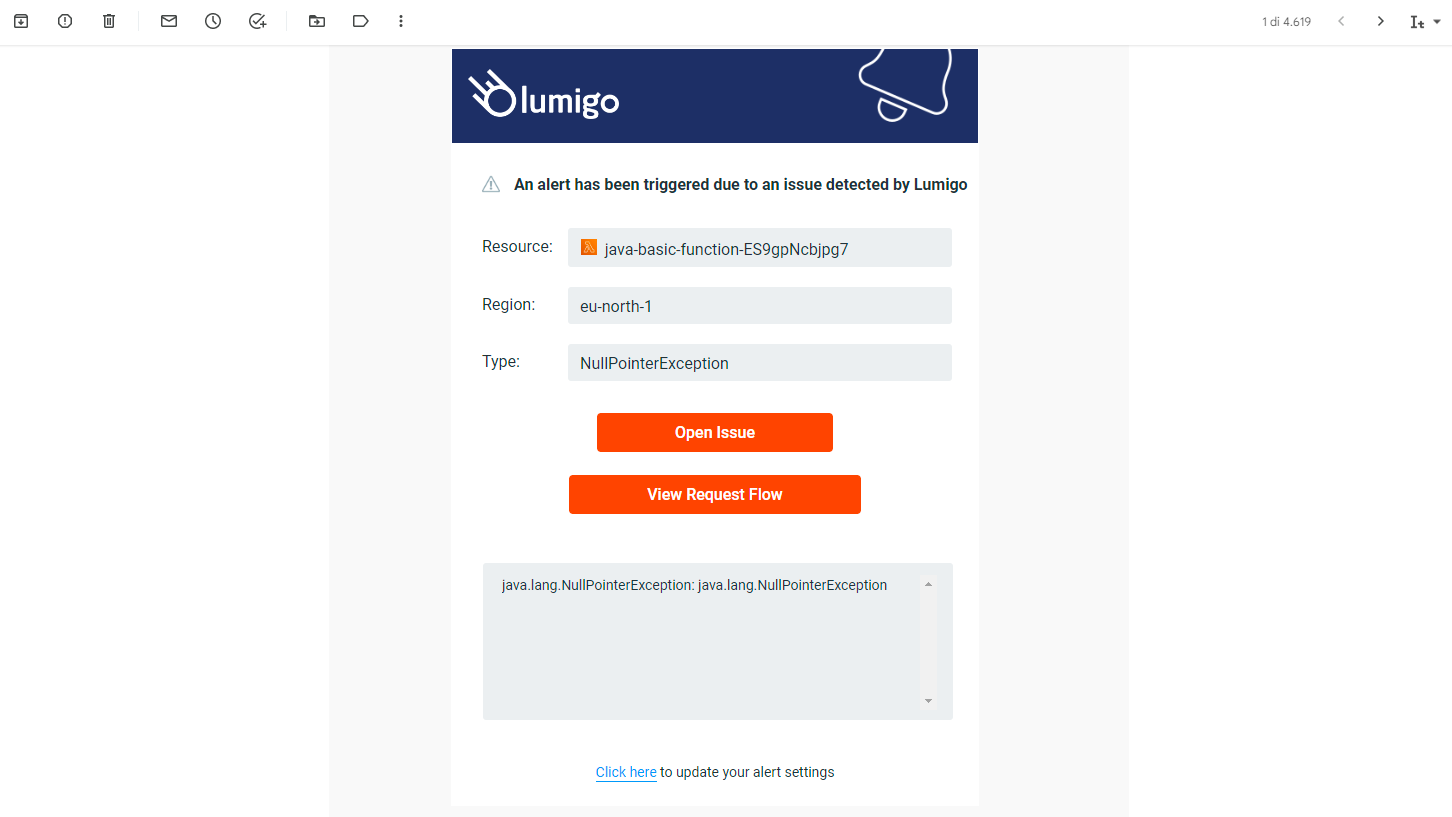 1 di 4.619
lumigo
An alert has been triggered due to an issue detected by Lumigo
Resource:
java-basic-function-ES9gpNcbjpg7
Region:
eu-north-1
Type:
NullPointerException
Open Issue
View Request Flow
java.lang.NullPointerException: java.lang.NullPointerException
Click here to update your alert settings